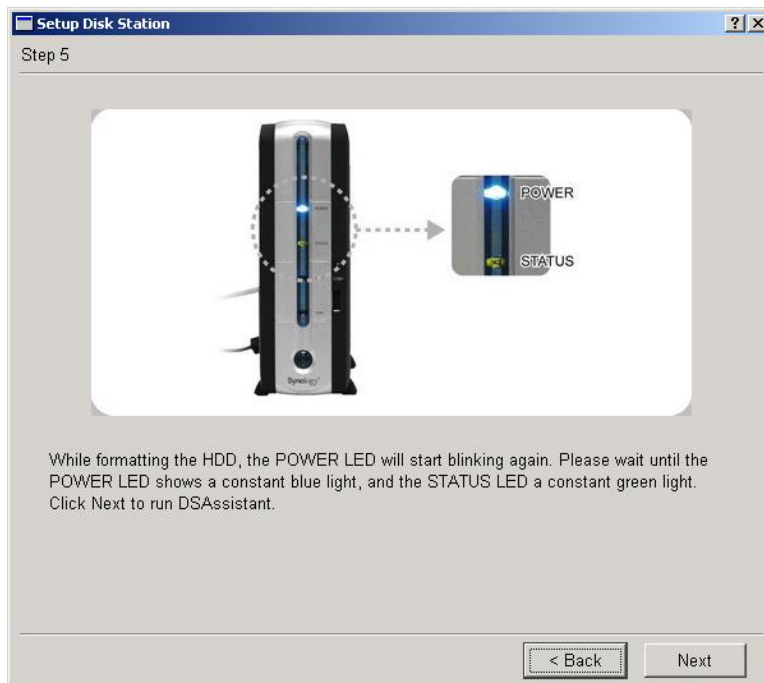 Setup Disk Station
Step 5
POWER
STATUS
Synology
While formatting the HDD, the POWER LED will start blinking again. Please wait until the
POWER LED shows a constant blue light, and the STATUS LED a constant green light.
Click Next to run DSAssistant.
< Back
Next